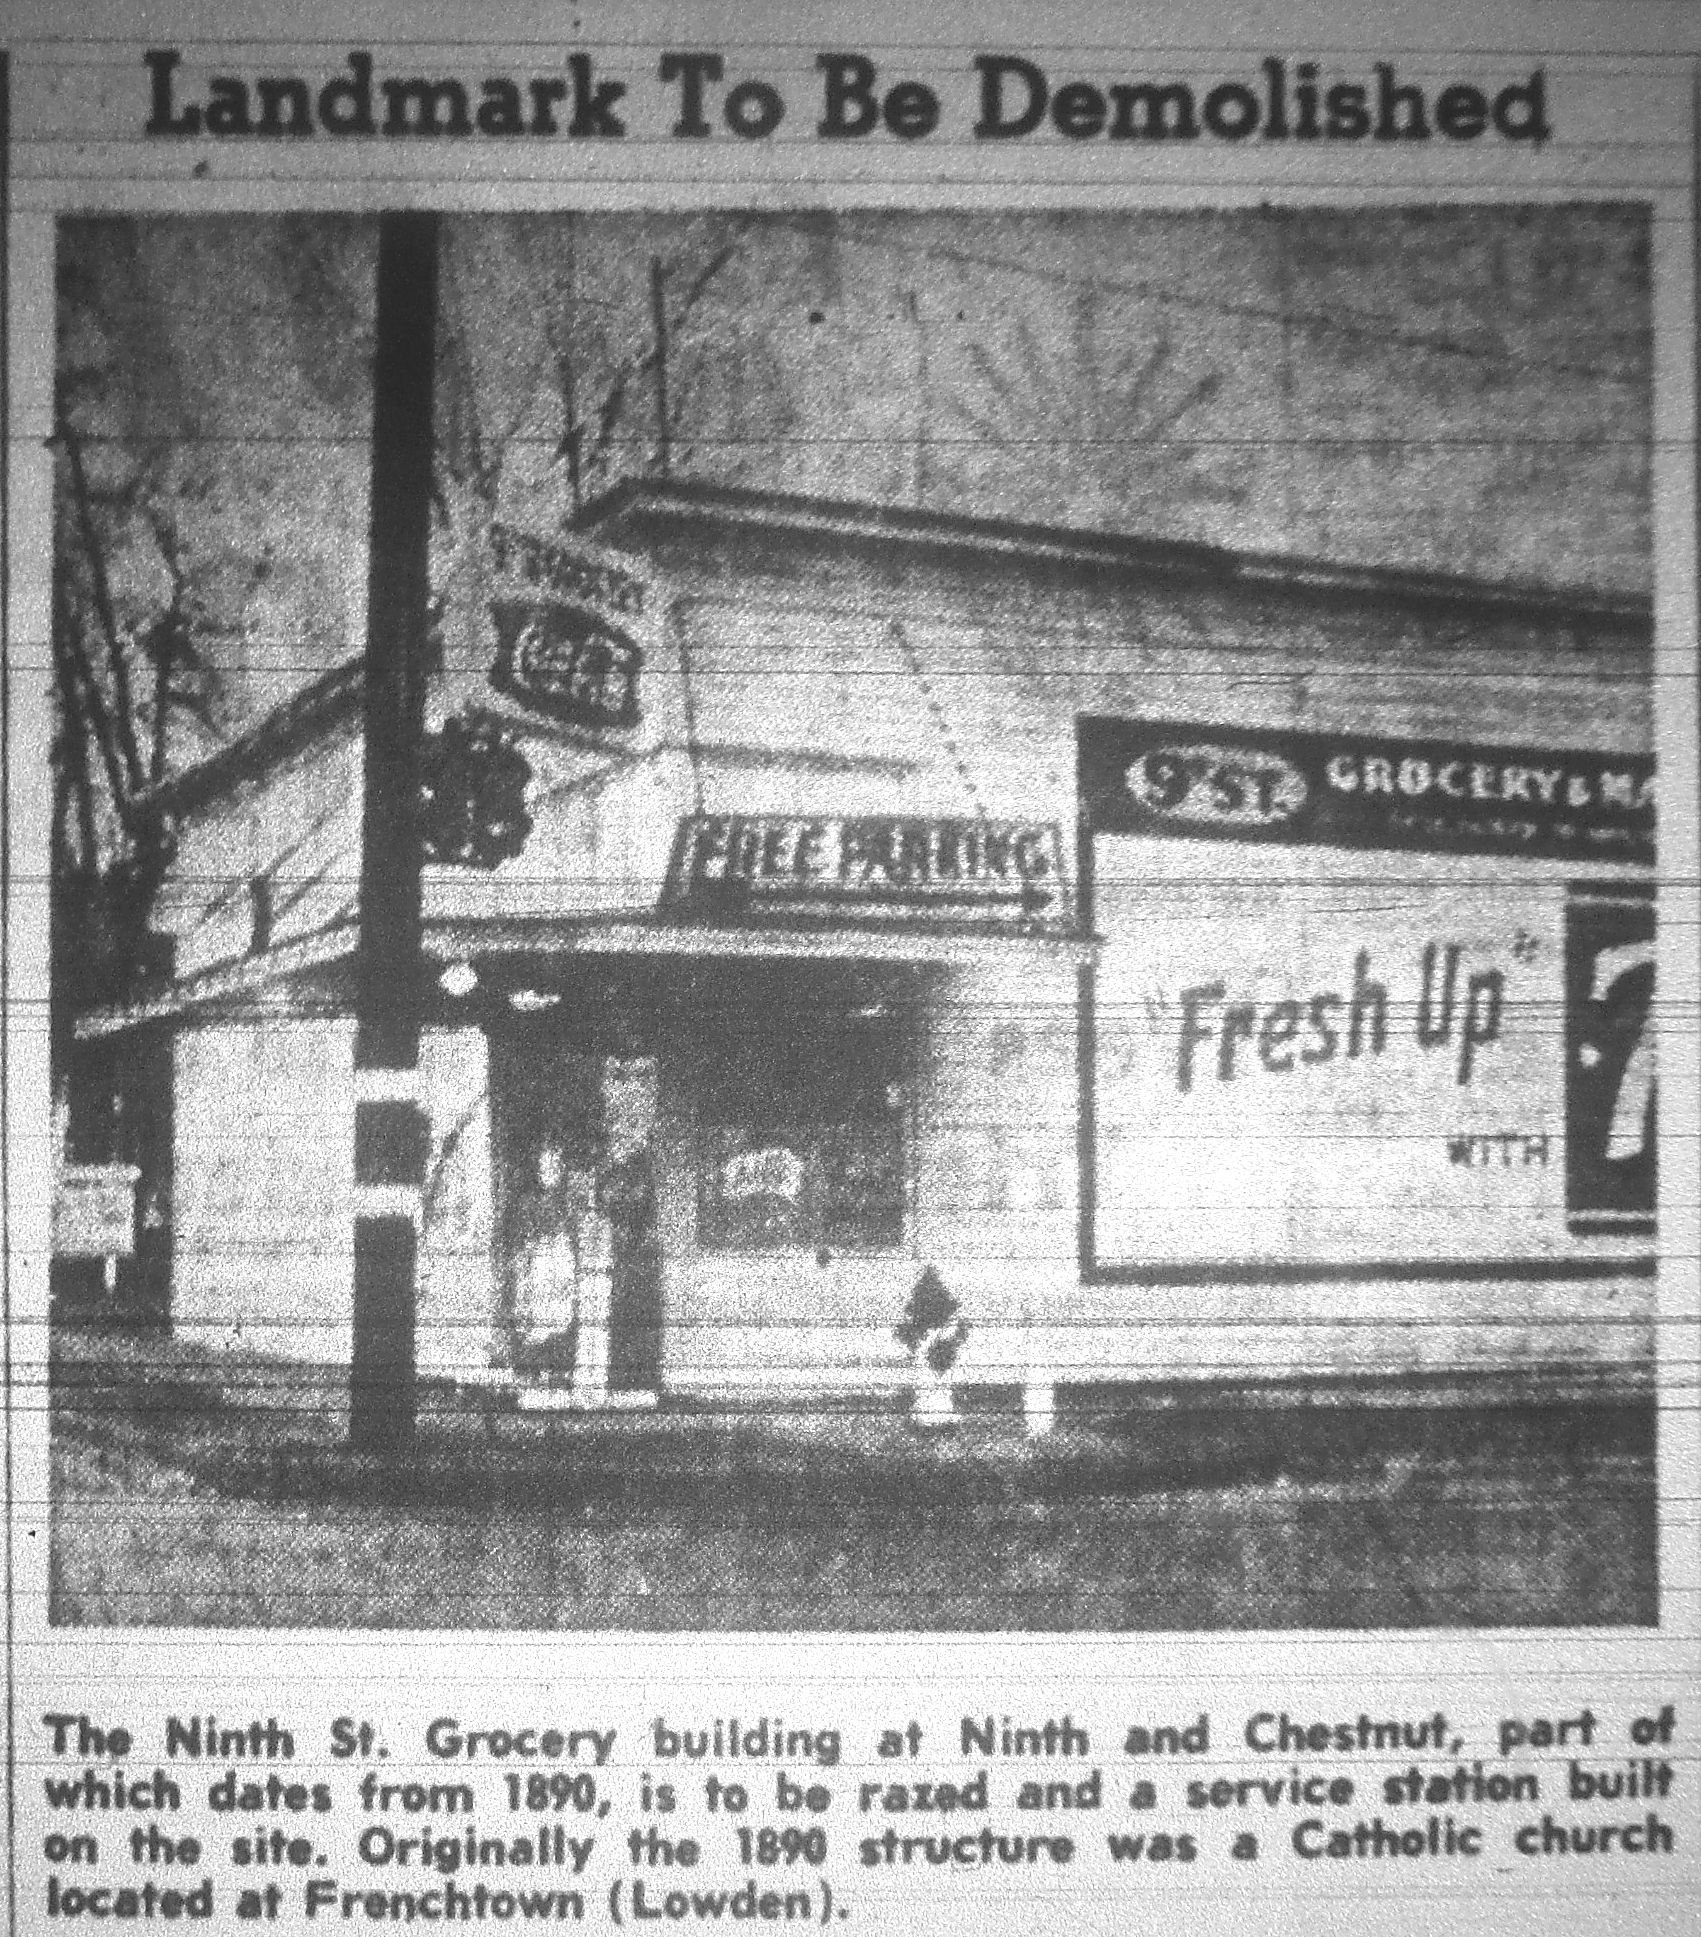 Landmark To Be Demolished
FREE PARKING
9th ST. GROCERY &
"Fresh Up"
WITH
7
The Ninth St. Grocery building at Ninth and Chestnut, part of
which dates from 1890, is to be razed and a service station built
on the site. Originally the 1890 structure was a Catholic church
located at Frenchtown (Lowden).